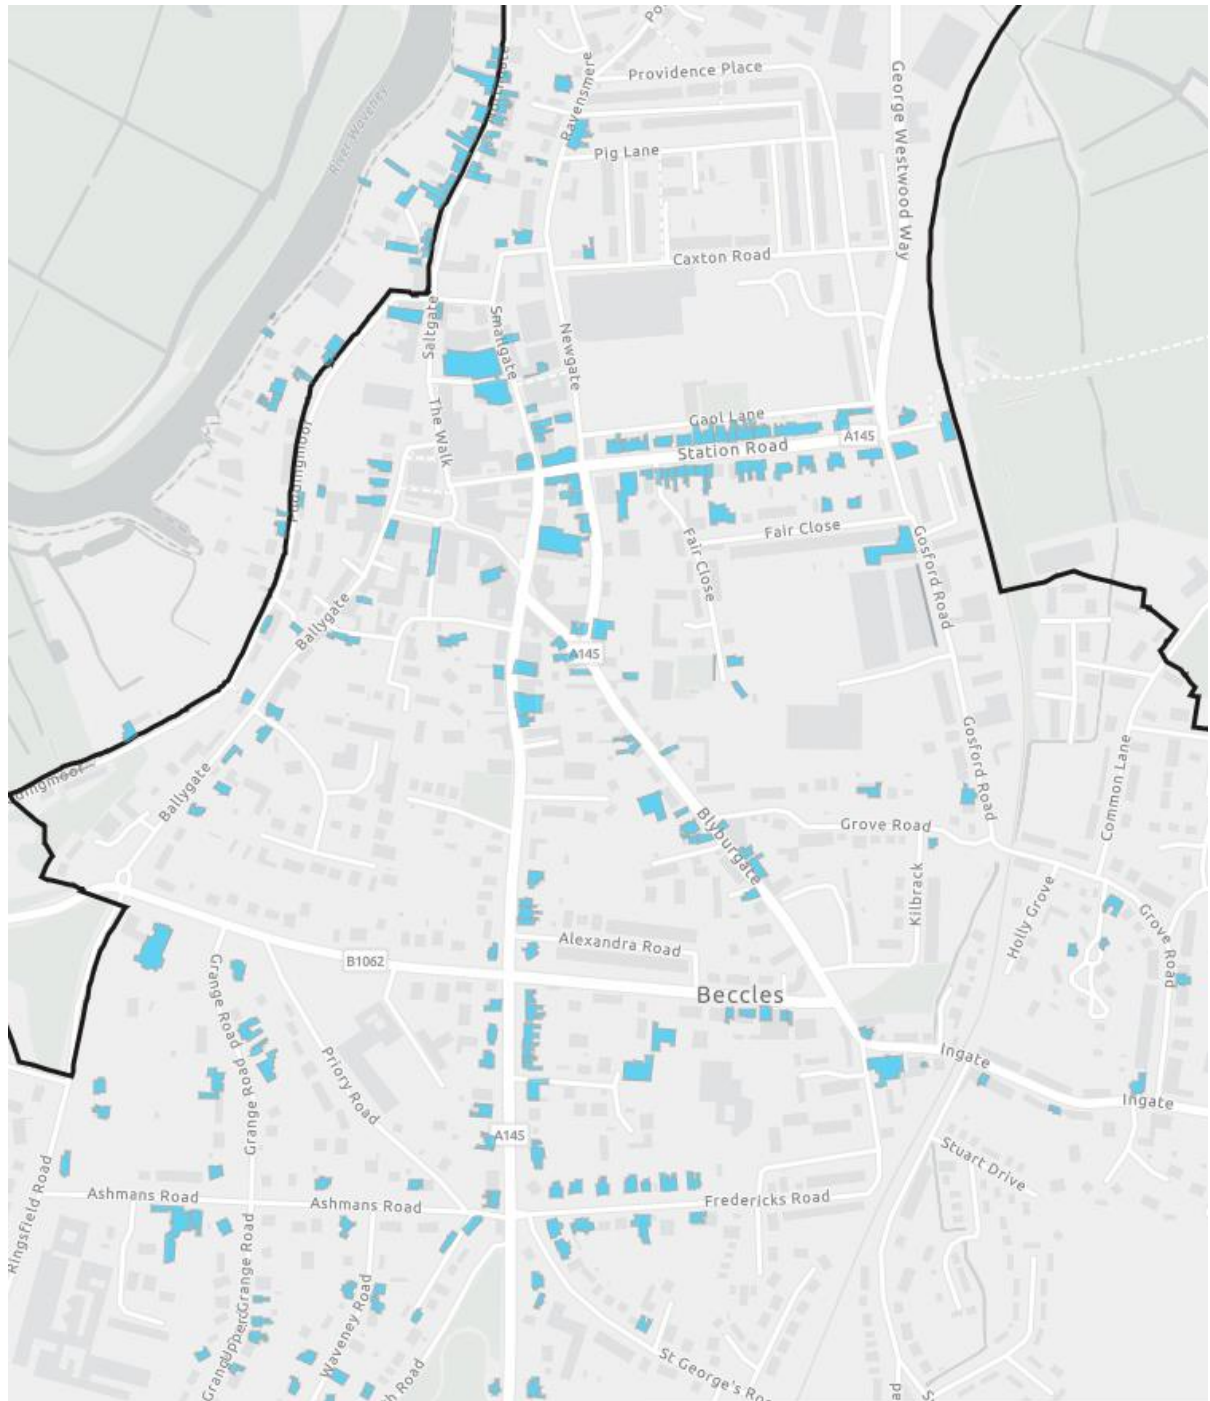 Providence Place
Ravensmere
River Waveney
George Westwood Way
Pig Lane
Caxton Road
Saltgate
Smallgate
Newgate
The Walk
Gaol Lane
A145
Station Road
Puddingmoor
Fair Close
Fair Close
Gosford Road
Ballygate
A145
Gosford Road
Common Lane
Ballygate
Blyburgate
Grove Road
Kilbrack
Holly Grove
Grove Road
Alexandra Road
B1062
Beccles
Grange Road
Priory Road
Ingate
Ingate
Grange Road
A145
Stuart Drive
Ringsfield Road
Ashmans Road
Ashmans Road
Fredericks Road
Grange Road
Waveney Road
St George's
Road